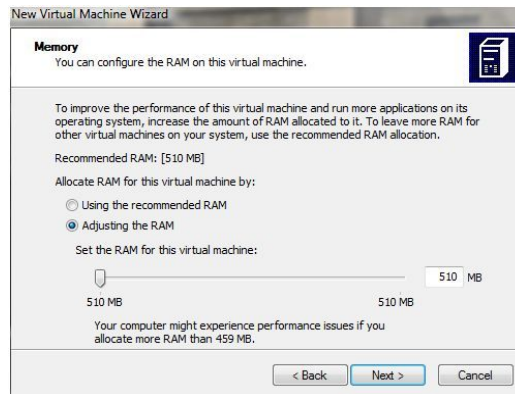 New Virtual Machine Wizard
Memory
You can configure the RAM on this virtual machine.
To improve the performance of this virtual machine and run more applications on its
operating system, increase the amount of RAM allocated to it. To leave more RAM for
other virtual machines on your system, use the recommended RAM allocation.
Recommended RAM: [510 MB]
Allocate RAM for this virtual machine by:
Using the recommended RAM
Adjusting the RAM
Set the RAM for this virtual machine:
510 MB
510 MB 510 MB
Your computer might experience performance issues if you
allocate more RAM than 459 MB.
< Back Next > Cancel